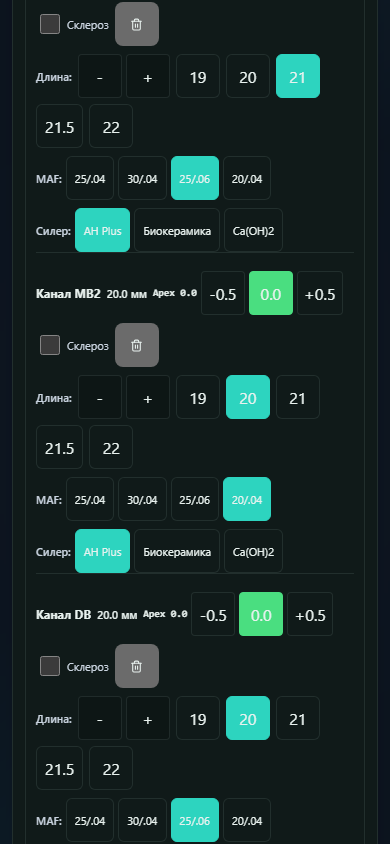 Склероз
Длина: - + 19 20 21
21.5 22
MAF: 25/.04 30/.04 25/.06 20/.04
Силер: AH Plus Биокерамика Ca(OH)2
Канал MB2 20.0 мм Apex 0.0 -0.5 0.0 +0.5
Склероз
Длина: - + 19 20 21
21.5 22
MAF: 25/.04 30/.04 25/.06 20/.04
Силер: AH Plus Биокерамика Ca(OH)2
Канал DB 20.0 мм Apex 0.0 -0.5 0.0 +0.5
Склероз
Длина: - + 19 20 21
21.5 22
MAF: 25/.04 30/.04 25/.06 20/.04